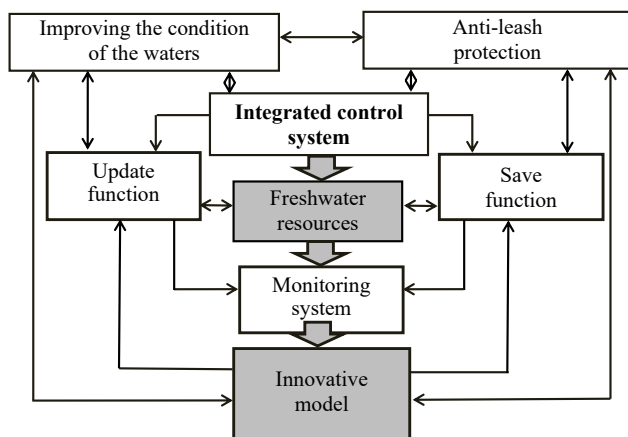 Improving the condition
of the waters
Anti-leash
protection
Integrated control
system
Update
function
Freshwater
resources
Save
function
Monitoring
system
Innovative
model